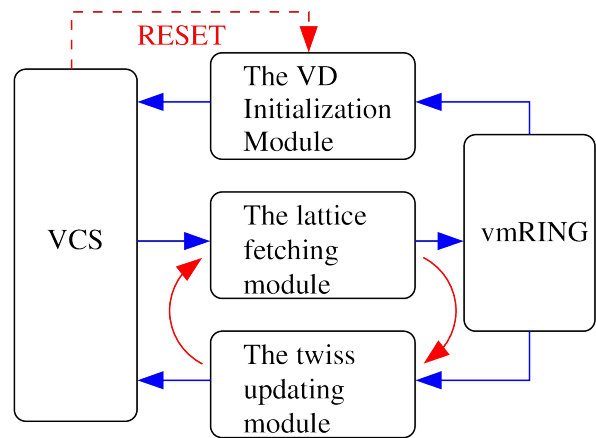 RESET
The VD
Initialization
Module
VCS
The lattice
fetching
module
vmRING
The twiss
updating
module